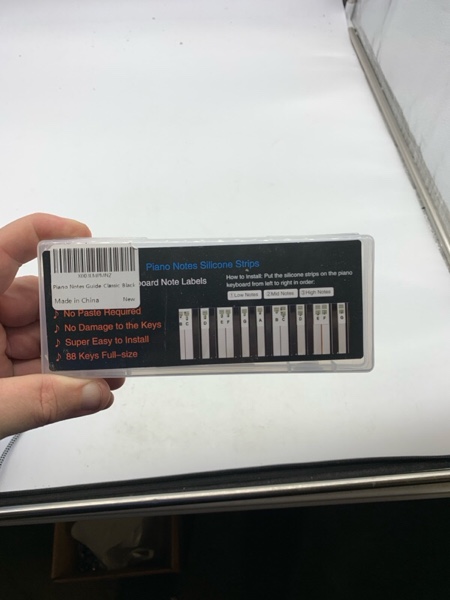 Piano Notes Guide Classic Black
Made in China New
Piano Notes Silicone Strips
board Note Labels
No Paste Required
No Damage to the Keys
Super Easy to Install
88 Keys Full-size
How to install: Put the silicone strips on the piano
keyboard from left to right in order:
1 Low Notes 2 Mid Notes 3 High Notes